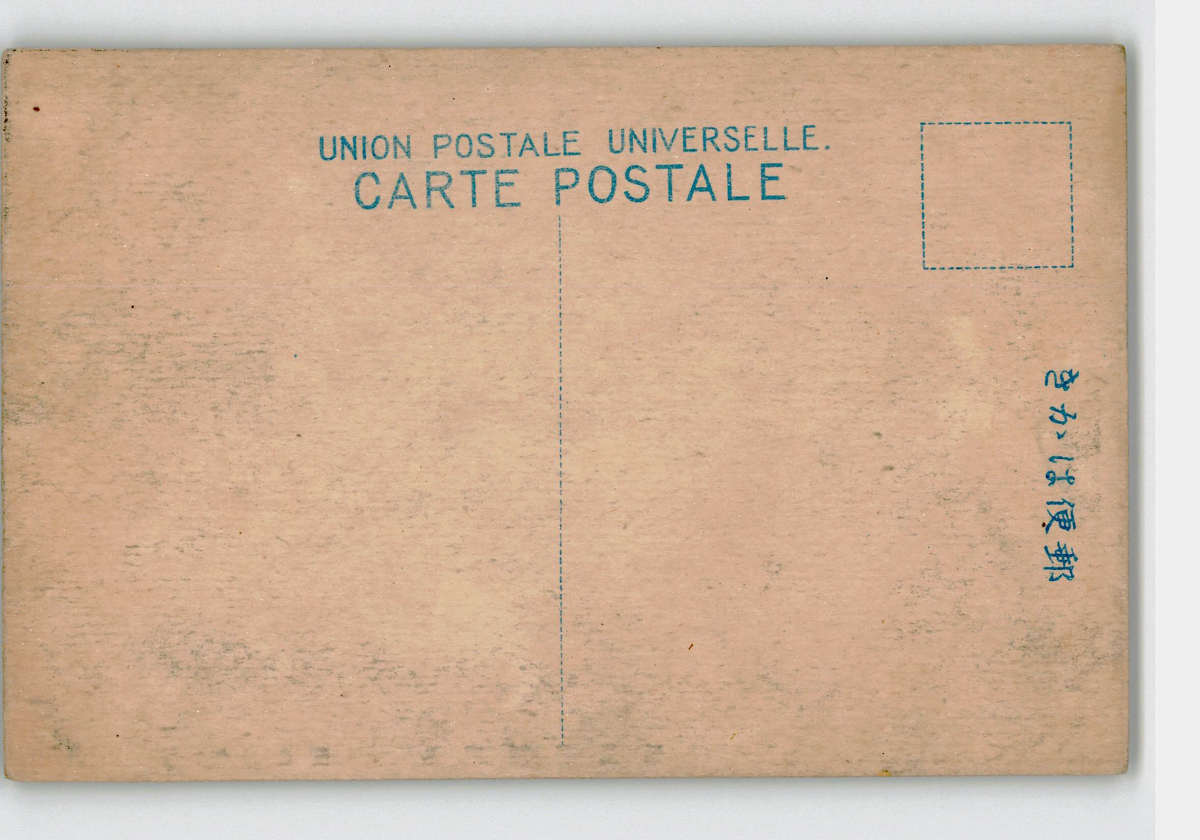 UNION POSTALE UNIVERSELLE.
CARTE POSTALE
郵便はがき